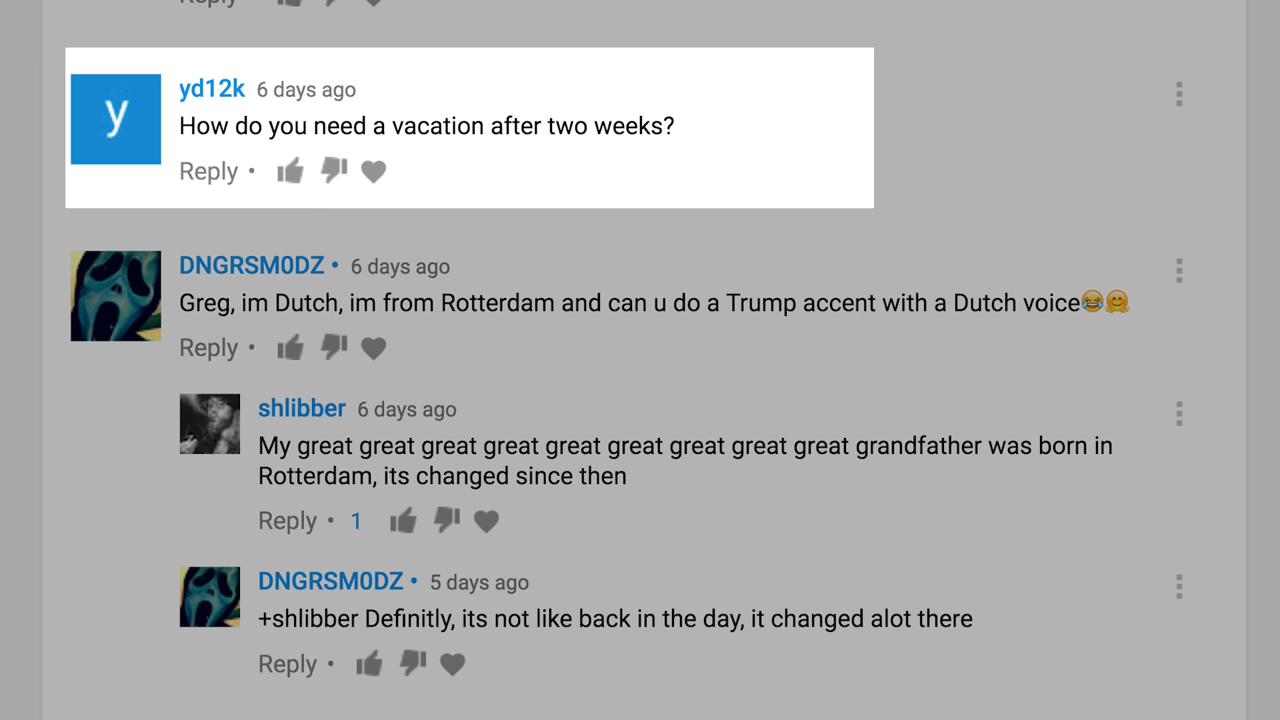 Reply
y
yd12k 6 days ago
How do you need a vacation after two weeks?
Reply •
DNGRSM0DZ • 6 days ago
Greg, im Dutch, im from Rotterdam and can u do a Trump accent with a Dutch voice😂🤗
Reply •
shlibber 6 days ago
My great great great great great great great great great grandfather was born in
Rotterdam, its changed since then
Reply • 1
DNGRSM0DZ • 5 days ago
+shlibber Definitly, its not like back in the day, it changed alot there
Reply •